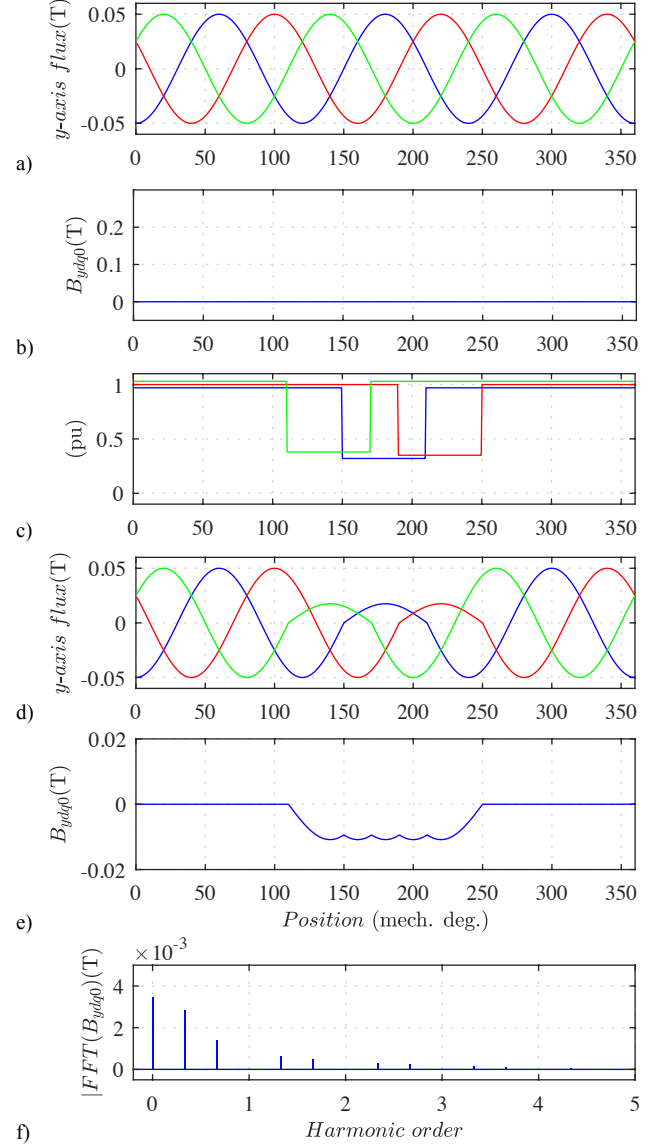 y-axis flux(T)
0.05
0
-0.05
0 50 100 150 200 250 300 350
a)
B_ydq0(T)
0.2
0.1
0
0 50 100 150 200 250 300 350
b)
(pu)
1
0.5
0
0 50 100 150 200 250 300 350
c)
y-axis flux(T)
0.05
0
-0.05
0 50 100 150 200 250 300 350
d)
B_ydq0(T)
0.02
0
-0.02
0 50 100 150 200 250 300 350
e)
Position (mech. deg.)
×10^-3
|FFT(B_ydq0)(T)
4
2
0
0 1 2 3 4 5
f)
Harmonic order